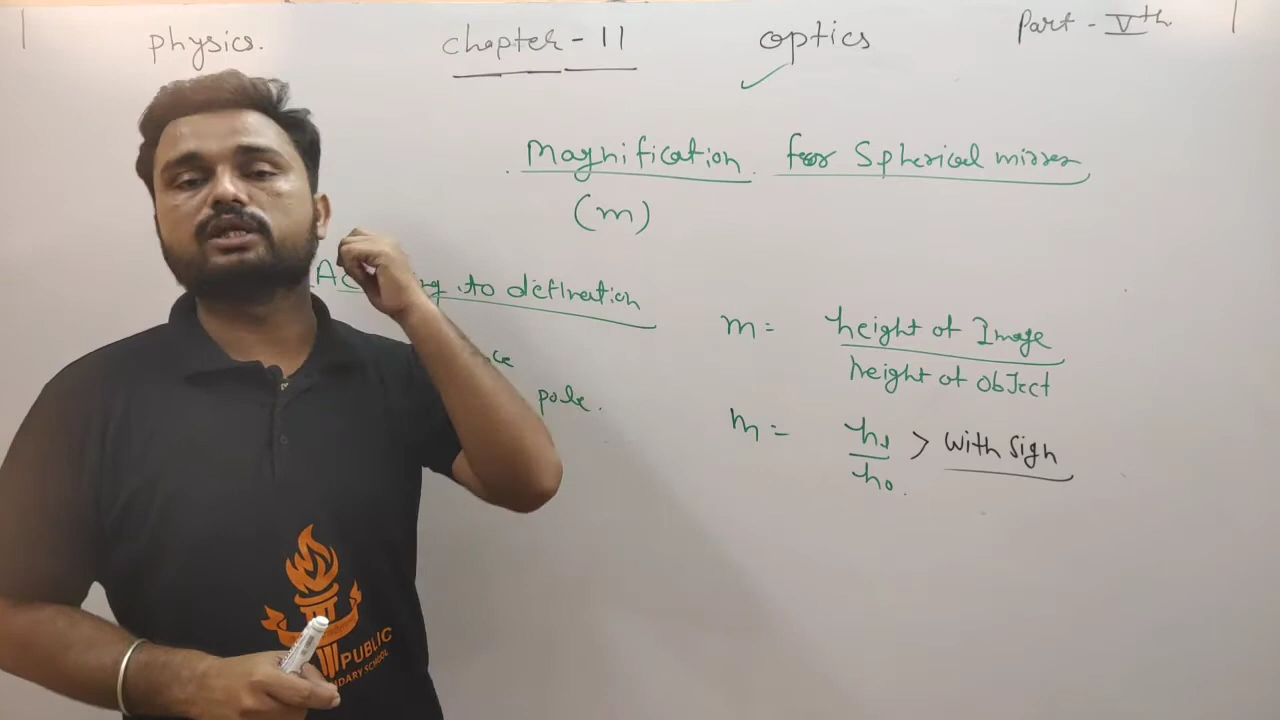 physics. chapter - 11 optics Part - Vth
Magnification for Spherical mirror
(m)
to defination
m = height of Image
height of object
pole.
m = hi > with sign
ho
PUBLIC